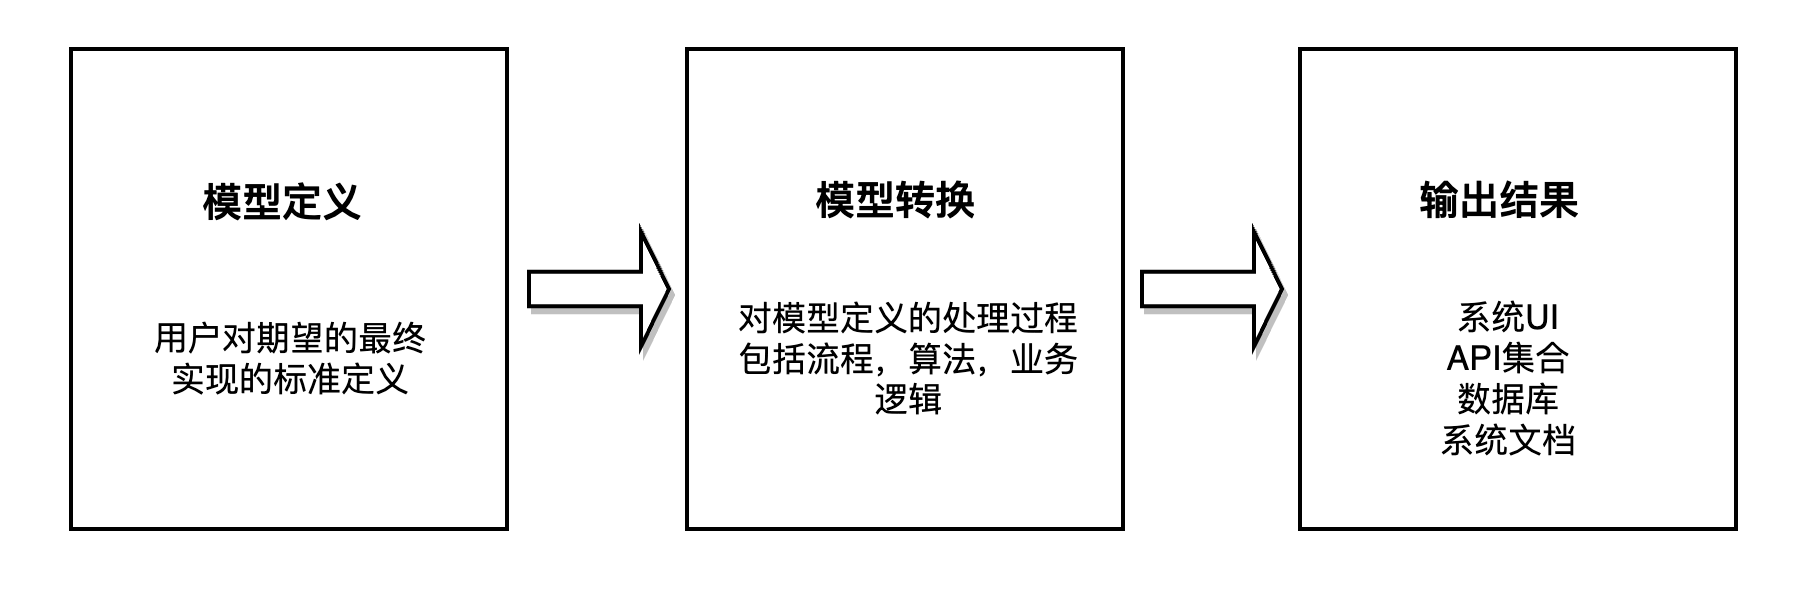 模型定义
用户对期望的最终
实现的标准定义
模型转换
对模型定义的处理过程
包括流程，算法，业务
逻辑
输出结果
系统UI
API集合
数据库
系统文档